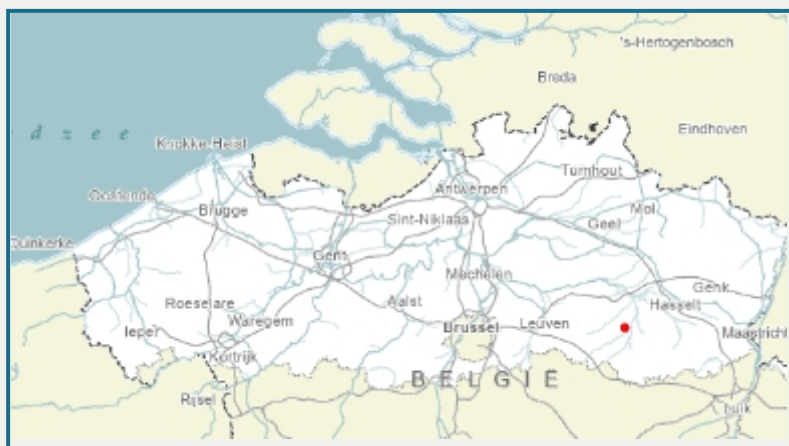 's-Hertogenbosch
Breda
Eindhoven
d z e e
Knokke-Heist
Turnhout
Oostende
Antwerpen
Mol
Brugge
Sint-Niklaas
Geel
Duinkerke
Gent
Mechelen
Genk
Roeselare
Aalst
Hasselt
Ieper
Waregem
Brussel
Leuven
Maastricht
Kortrijk
BELGIË
Rijsel
Luik